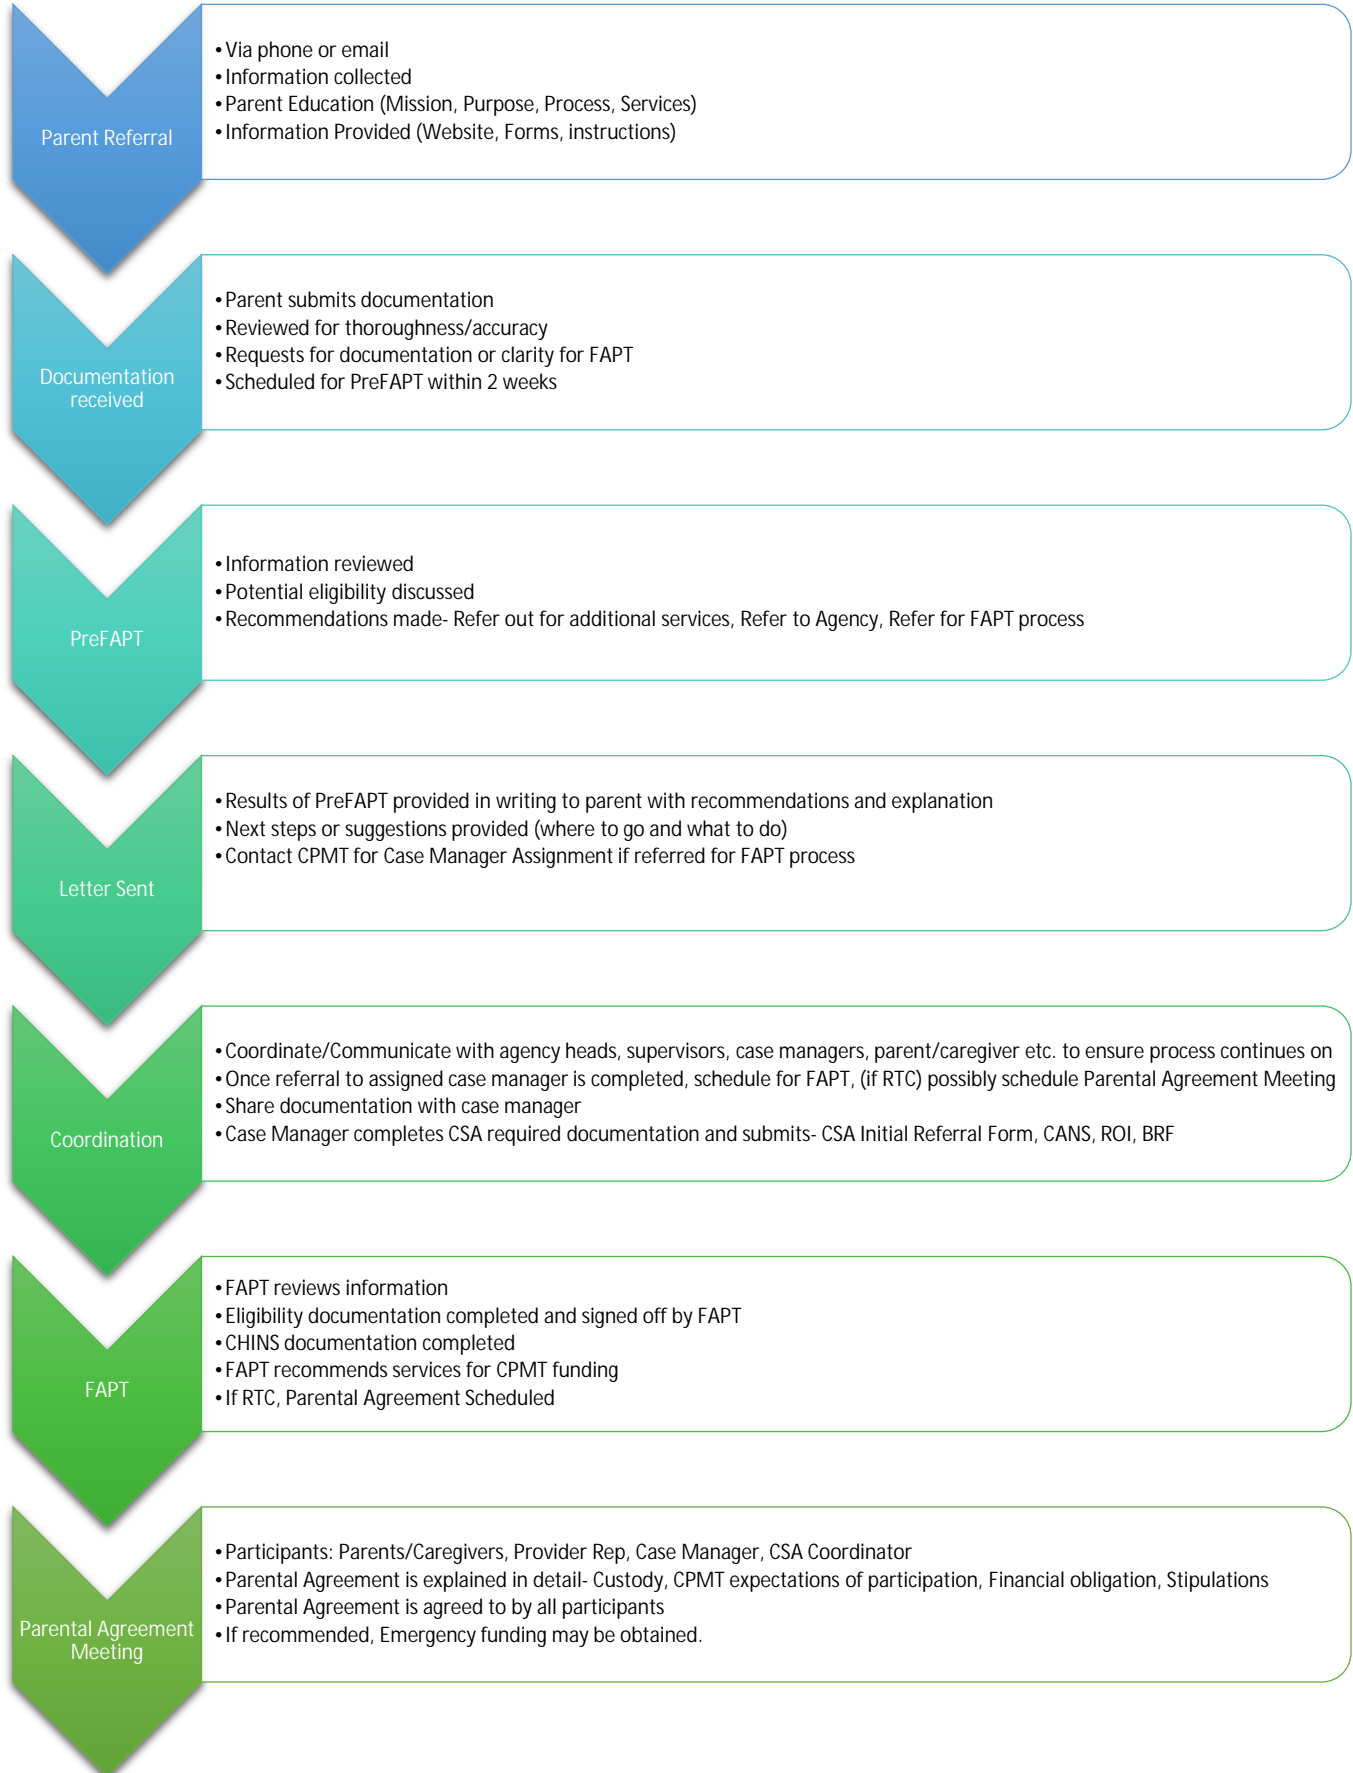 Parent Referral
• Via phone or email
• Information collected
• Parent Education (Mission, Purpose, Process, Services)
• Information Provided (Website, Forms, instructions)
Documentation
received
• Parent submits documentation
• Reviewed for thoroughness/accuracy
• Requests for documentation or clarity for FAPT
• Scheduled for PreFAPT within 2 weeks
PreFAPT
• Information reviewed
• Potential eligibility discussed
• Recommendations made- Refer out for additional services, Refer to Agency, Refer for FAPT process
Letter Sent
• Results of PreFAPT provided in writing to parent with recommendations and explanation
• Next steps or suggestions provided (where to go and what to do)
• Contact CPMT for Case Manager Assignment if referred for FAPT process
Coordination
• Coordinate/Communicate with agency heads, supervisors, case managers, parent/caregiver etc. to ensure process continues on
• Once referral to assigned case manager is completed, schedule for FAPT, (if RTC) possibly schedule Parental Agreement Meeting
• Share documentation with case manager
• Case Manager completes CSA required documentation and submits- CSA Initial Referral Form, CANS, ROI, BRF
FAPT
• FAPT reviews information
• Eligibility documentation completed and signed off by FAPT
• CHINS documentation completed
• FAPT recommends services for CPMT funding
• If RTC, Parental Agreement Scheduled
Parental Agreement
Meeting
• Participants: Parents/Caregivers, Provider Rep, Case Manager, CSA Coordinator
• Parental Agreement is explained in detail- Custody, CPMT expectations of participation, Financial obligation, Stipulations
• Parental Agreement is agreed to by all participants
• If recommended, Emergency funding may be obtained.